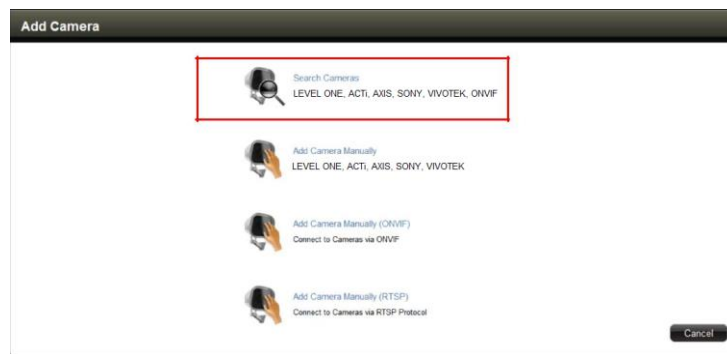 Add Camera
Search Cameras
LEVEL ONE, ACTi, AXIS, SONY, VIVOTEK, ONVIF
Add Camera Manually
LEVEL ONE, ACTi, AXIS, SONY, VIVOTEK
Add Camera Manually (ONVIF)
Connect to Cameras via ONVIF
Add Camera Manually (RTSP)
Connect to Cameras via RTSP Protocol
Cancel